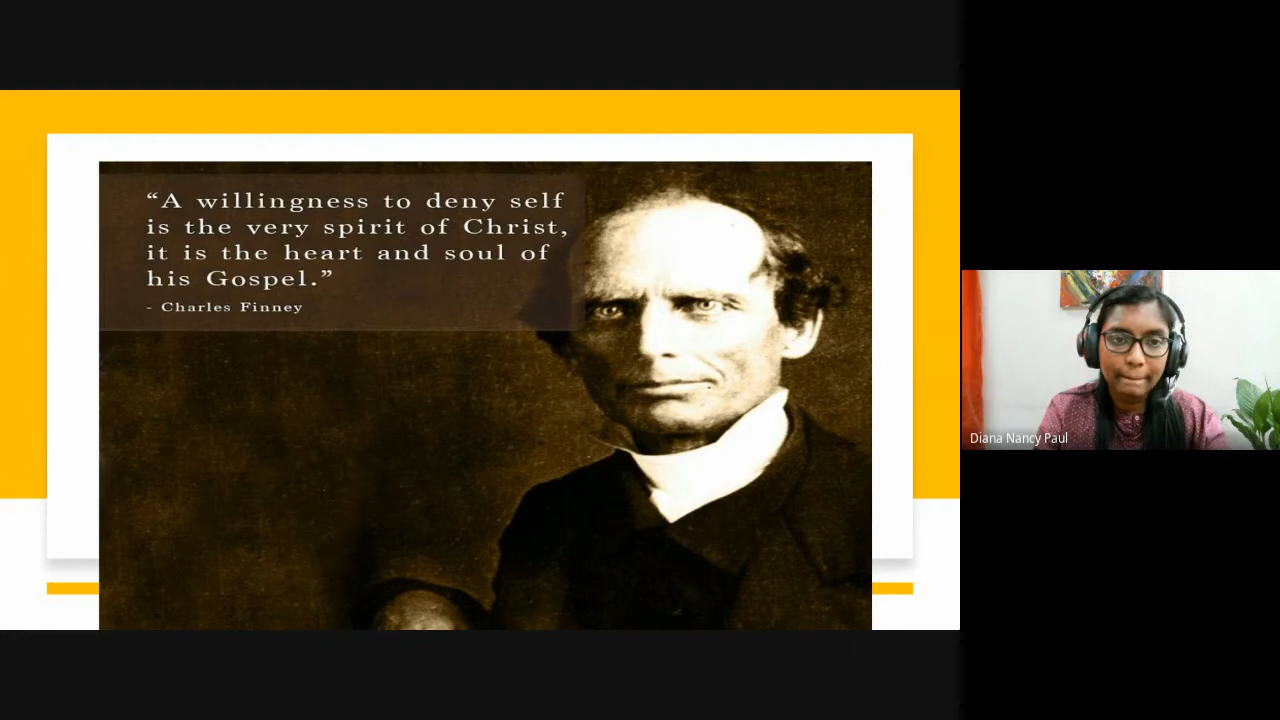 “A willingness to deny self
is the very spirit of Christ,
it is the heart and soul of
his Gospel.”
- Charles Finney
Diana Nancy Paul